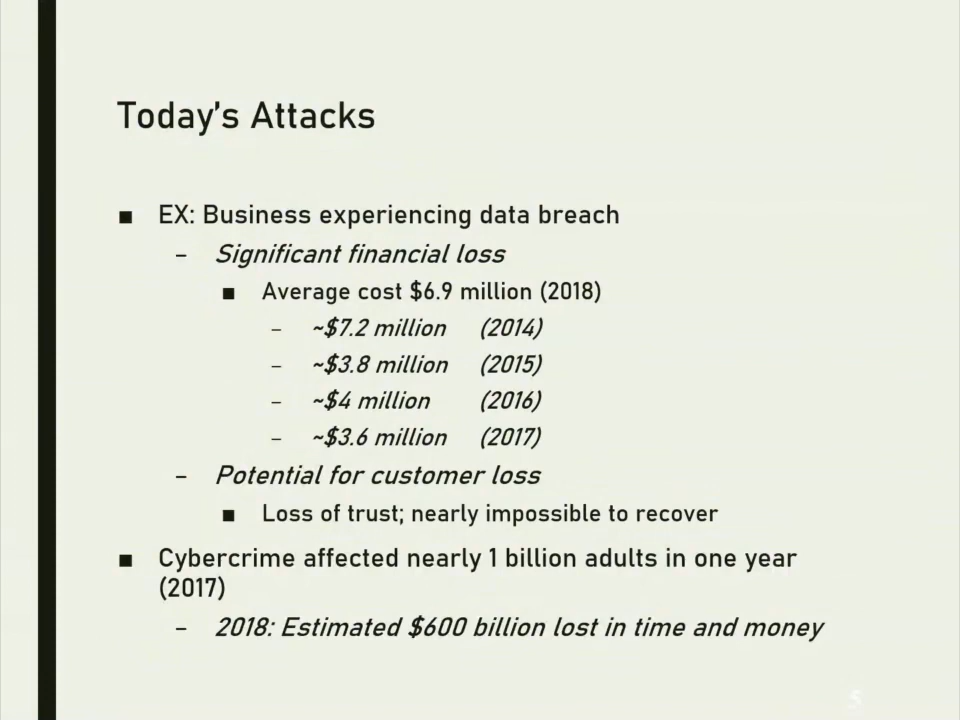 Today's Attacks
■ EX: Business experiencing data breach
– Significant financial loss
■ Average cost $6.9 million (2018)
– ~$7.2 million (2014)
– ~$3.8 million (2015)
– ~$4 million (2016)
– ~$3.6 million (2017)
– Potential for customer loss
■ Loss of trust; nearly impossible to recover
■ Cybercrime affected nearly 1 billion adults in one year
(2017)
– 2018: Estimated $600 billion lost in time and money
5